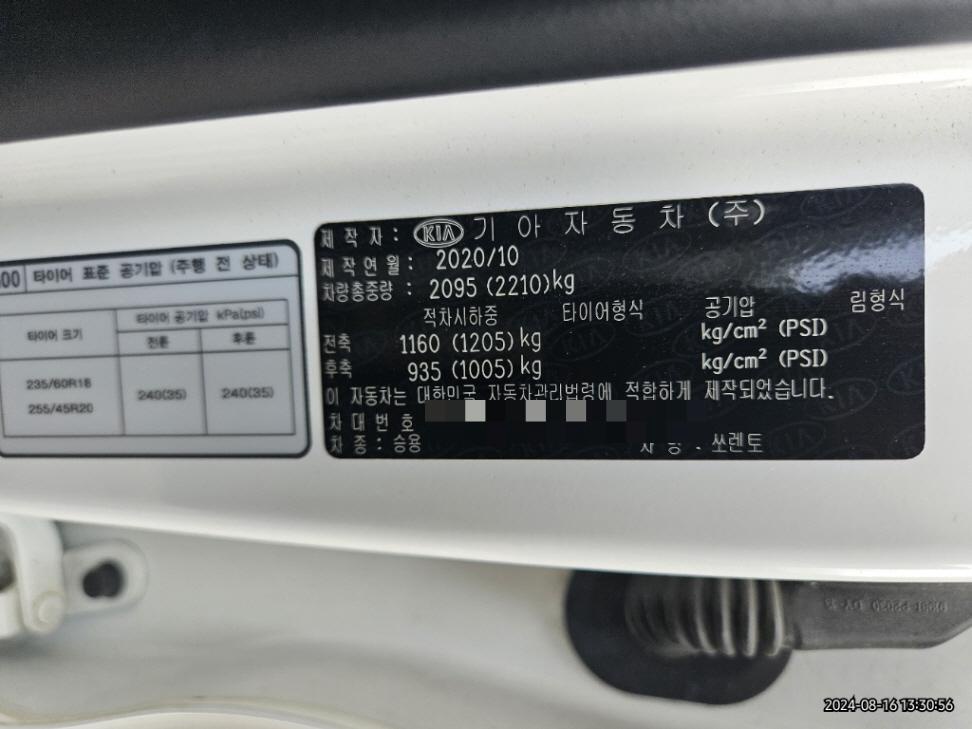 00 타이어 표준 공기압 (주행 전 상태)
타이어 크기 타이어 공기압 kPa(psi)
전륜 후륜
235/60R18
255/45R20
240(35) 240(35)
제작자: KIA 기아자동차(주)
제작연월: 2020/10
차량총중량: 2095 (2210)kg
적차시하중 타이어형식 공기압 림형식
전축 1160 (1205)kg kg/cm² (PSI)
후축 935 (1005)kg kg/cm² (PSI)
이 자동차는 대한민국 자동차관리법령에 적합하게 제작되었습니다.
차대번호
차종: 승용 : 쏘렌토
2024-08-16 13:30:56